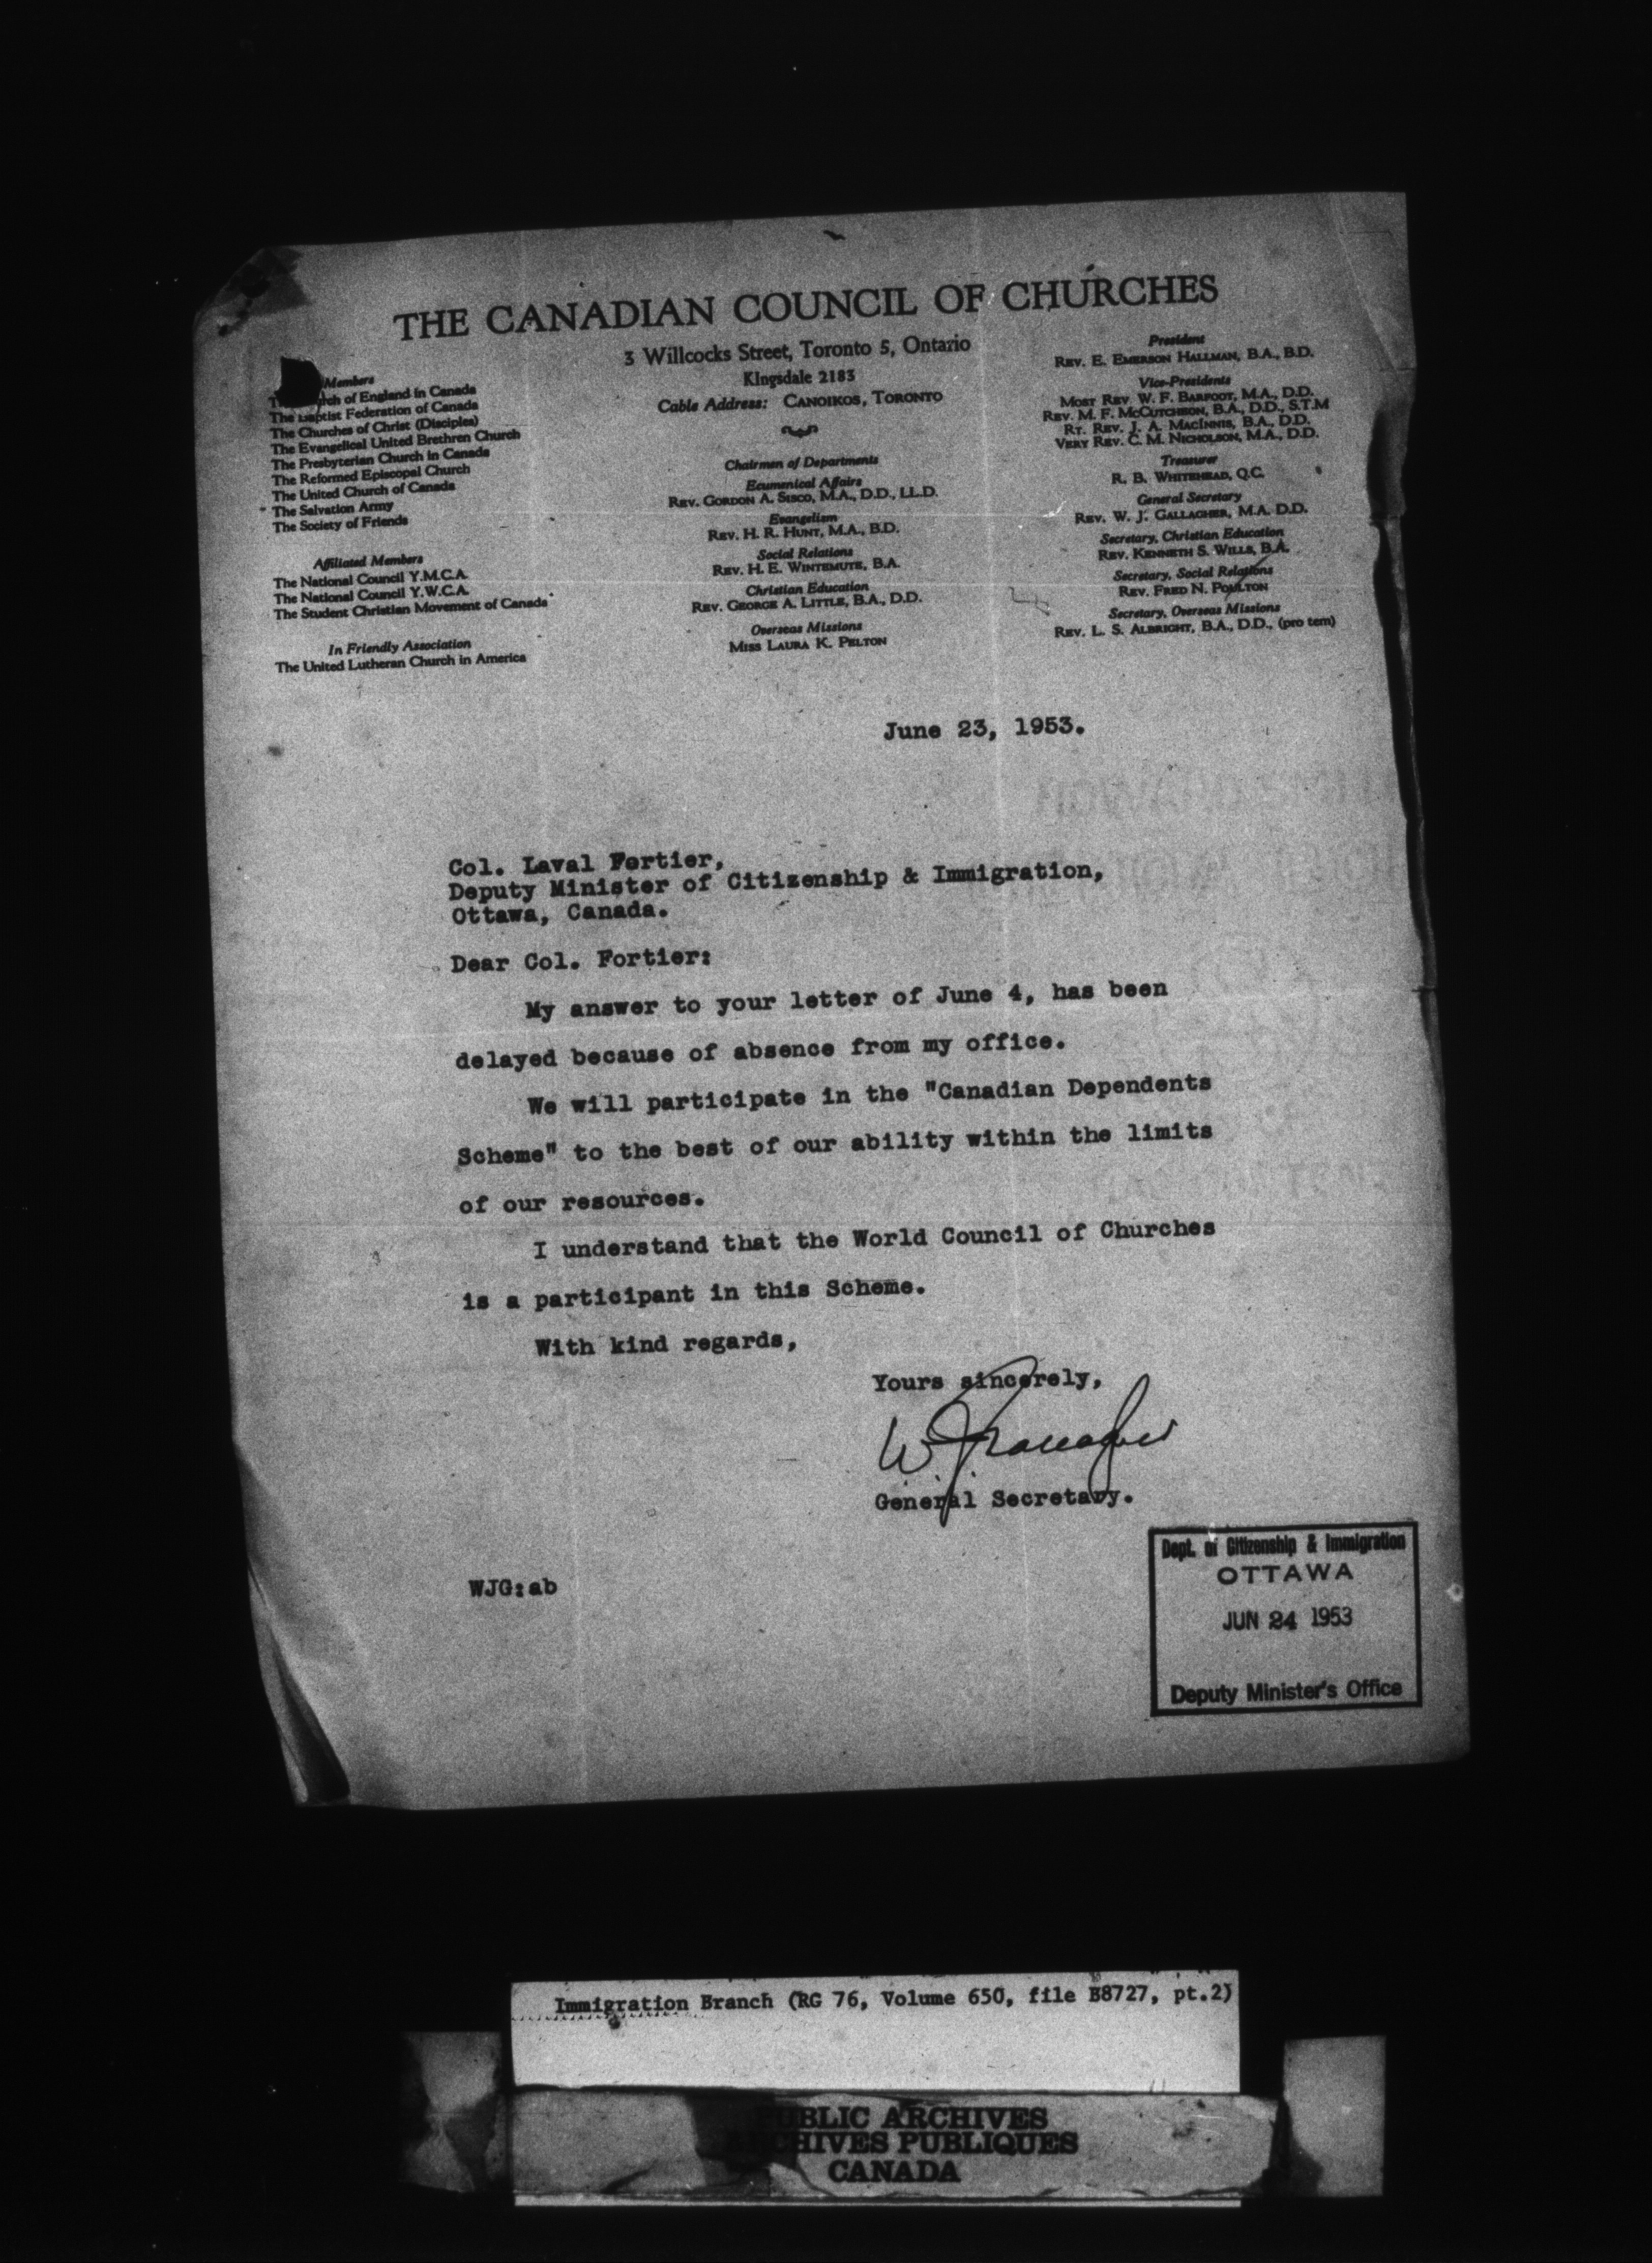 THE CANADIAN COUNCIL OF CHURCHES
3 Willcocks Street, Toronto 5, Ontario
KIngsdale 2183
Cable Address: CANOIKOS, TORONTO
Members
rch of England in Canada
The Baptist Federation of Canada
The Churches of Christ (Disciples)
The Evangelical United Brethren Church
The Presbyterian Church in Canada
The Reformed Episcopal Church
The United Church of Canada
The Salvation Army
The Society of Friends
Affiliated Members
The National Council Y.M.C.A.
The National Council Y.W.C.A.
The Student Christian Movement of Canada
In Friendly Association
The United Lutheran Church in America
Chairmen of Departments
Ecumenical Affairs
REV. GORDON A. SISCO, M.A., D.D., LL.D.
Evangelism
REV. H. R. HUNT, M.A., B.D.
Social Relations
REV. H. E. WINTEMUTE, B.A.
Christian Education
REV. GEORGE A. LITTLE, B.A., D.D.
Overseas Missions
MISS LAURA K. PELTON
President
REV. E. EMERSON HALLMAN, B.A., B.D.
Vice-Presidents
MOST REV. W. F. BARFOOT, M.A., D.D.
REV. M. F. MCCUTCHEON, B.A., D.D., S.T.M
RT. REV. J. A. MACINNIS, B.A., D.D.
VERY REV. C. M. NICHOLSON, M.A., D.D.
Treasurer
R. B. WHITEHEAD, Q.C.
General Secretary
REV. W. J. GALLAGHER, M.A. D.D.
Secretary, Christian Education
REV. KENNETH S. WILLS, B.A.
Secretary, Social Relations
REV. FRED N. POULTON
Secretary, Overseas Missions
REV. L. S. ALBRIGHT, B.A., D.D., (pro tem)
June 23, 1953.
Col. Laval Fortier,
Deputy Minister of Citizenship & Immigration,
Ottawa, Canada.
Dear Col. Fortier:
My answer to your letter of June 4, has been
delayed because of absence from my office.
We will participate in the "Canadian Dependents
Scheme" to the best of our ability within the limits
of our resources.
I understand that the World Council of Churches
is a participant in this Scheme.
With kind regards,
Yours sincerely,
W. J. Gallagher
General Secretary.
WJG:ab
Dept. of Citizenship & Immigration
OTTAWA
JUN 24 1953
Deputy Minister's Office
Immigration Branch (RG 76, Volume 650, file B8727, pt.2)
PUBLIC ARCHIVES
ARCHIVES PUBLIQUES
CANADA